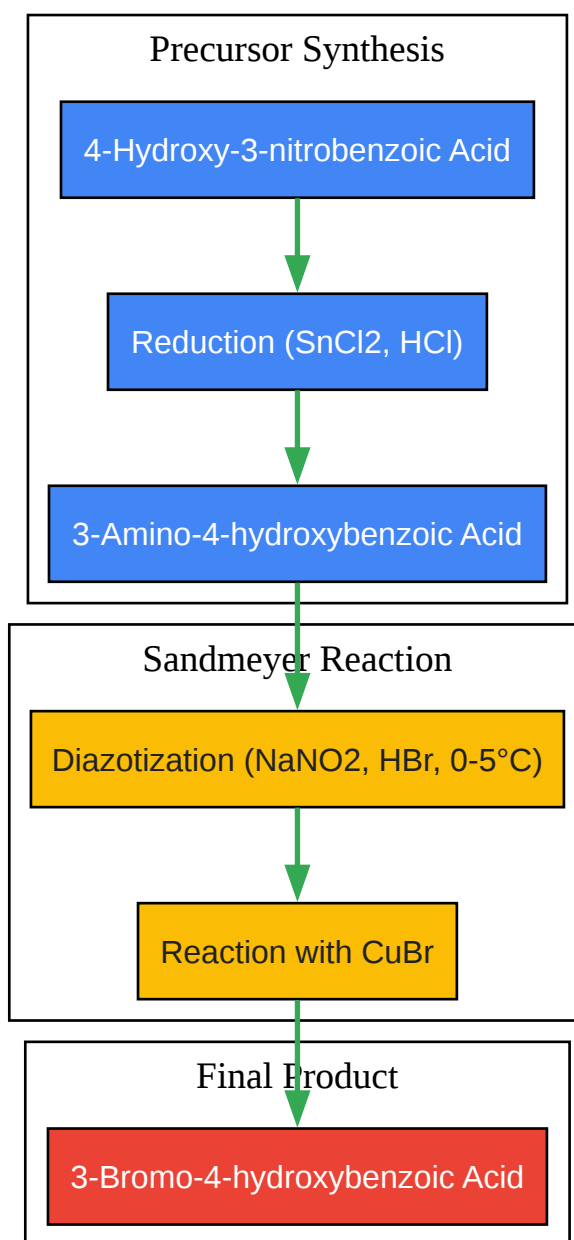 Precursor Synthesis
4-Hydroxy-3-nitrobenzoic Acid
Reduction (SnCl2, HCl)
3-Amino-4-hydroxybenzoic Acid
Sandmeyer Reaction
Diazotization (NaNO2, HBr, 0-5°C)
Reaction with CuBr
Final Product
3-Bromo-4-hydroxybenzoic Acid